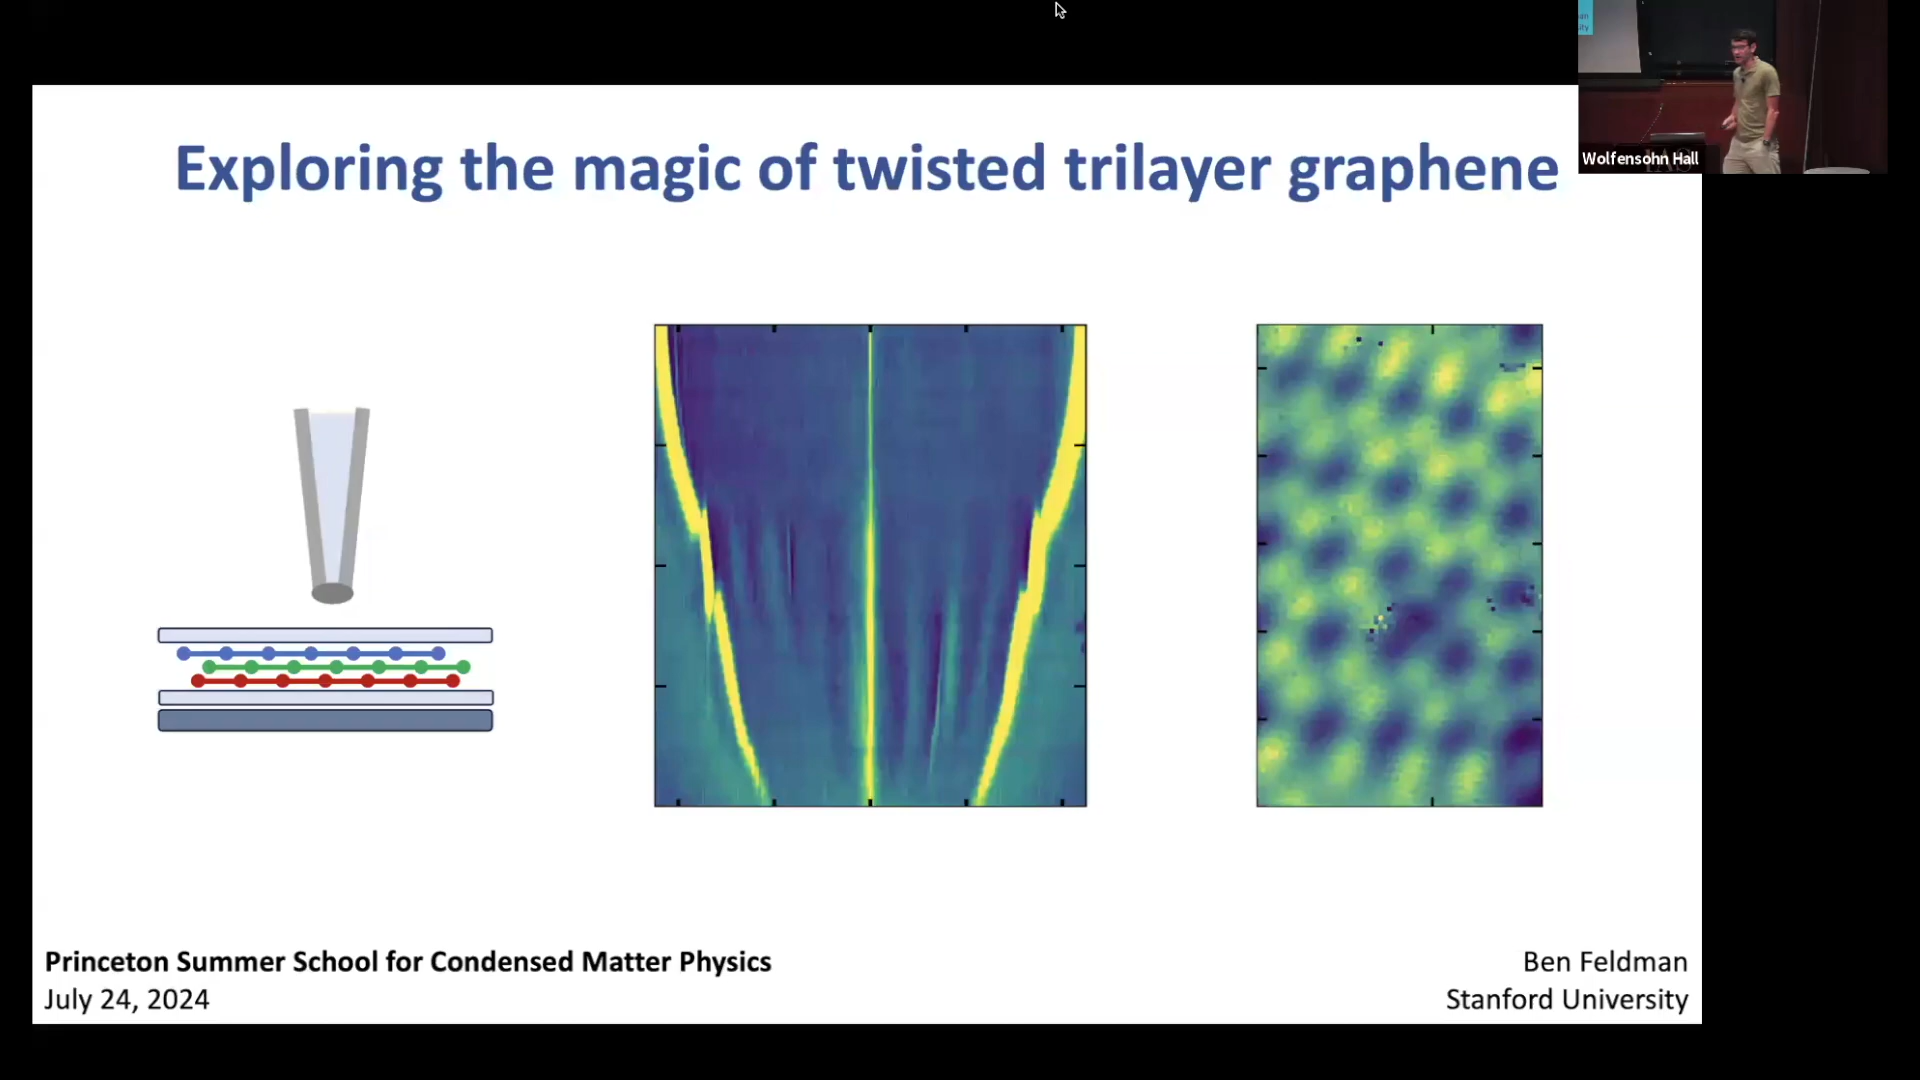 Exploring the magic of twisted trilayer graphene
Wolfensohn Hall
IAS
Princeton Summer School for Condensed Matter Physics
July 24, 2024
Ben Feldman
Stanford University